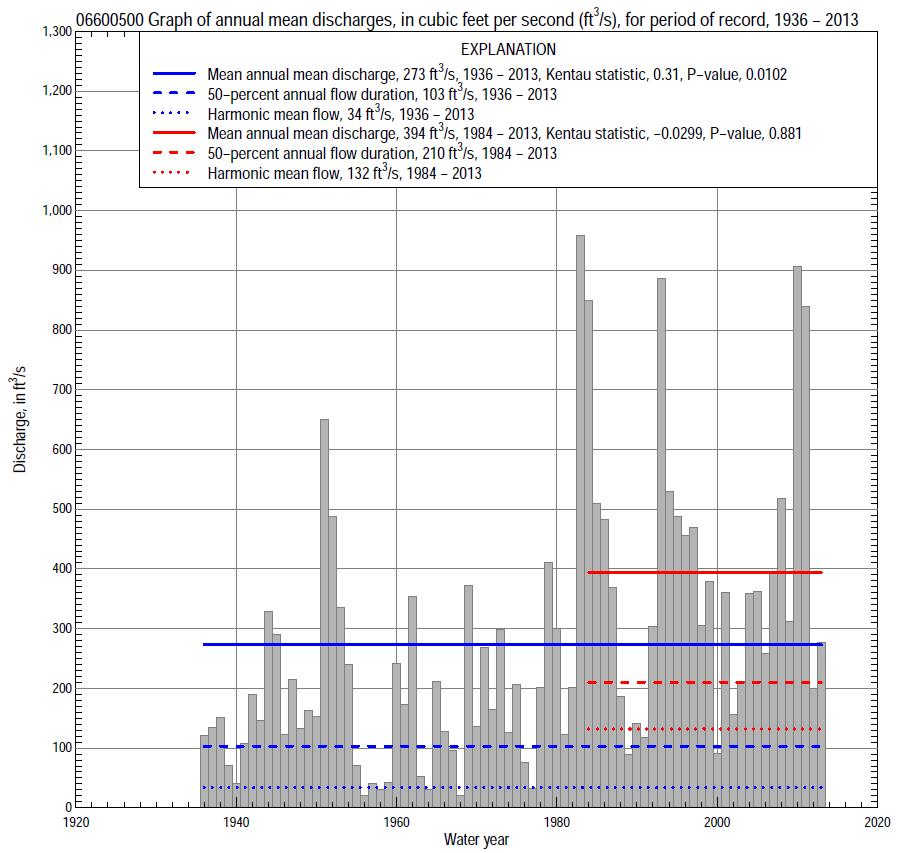 06600500 Graph of annual mean discharges, in cubic feet per second (ft3/s), for period of record, 1936 – 2013
EXPLANATION
Mean annual mean discharge, 273 ft3/s, 1936 – 2013, Kentau statistic, 0.31, P–value, 0.0102
50–percent annual flow duration, 103 ft3/s, 1936 – 2013
Harmonic mean flow, 34 ft3/s, 1936 – 2013
Mean annual mean discharge, 394 ft3/s, 1984 – 2013, Kentau statistic, –0.0299, P–value, 0.881
50–percent annual flow duration, 210 ft3/s, 1984 – 2013
Harmonic mean flow, 132 ft3/s, 1984 – 2013
1,300
1,200
1,100
1,000
900
800
700
600
500
400
300
200
100
0
Discharge, in ft3/s
1920 1940 1960 1980 2000 2020
Water year